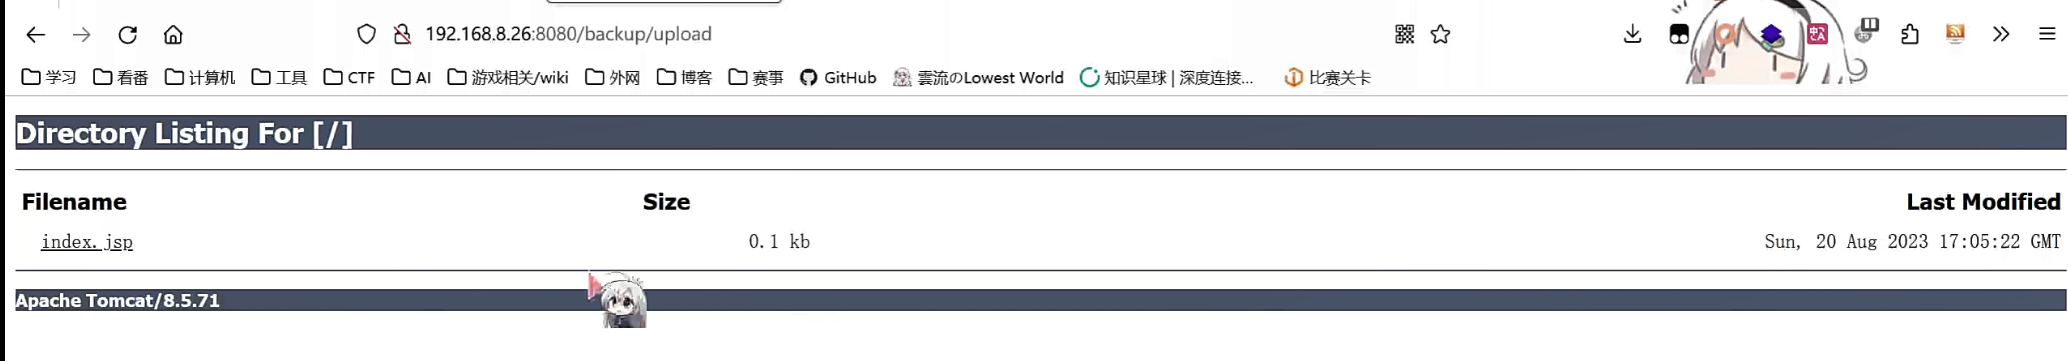 192.168.8.26:8080/backup/upload
学习 看番 计算机 工具 CTF AI 游戏相关/wiki 外网 博客 赛事 GitHub 雲流のLowest World 知识星球 | 深度连接... 比赛关卡
Directory Listing For [/]
Filename Size Last Modified
index.jsp 0.1 kb Sun, 20 Aug 2023 17:05:22 GMT
Apache Tomcat/8.5.71